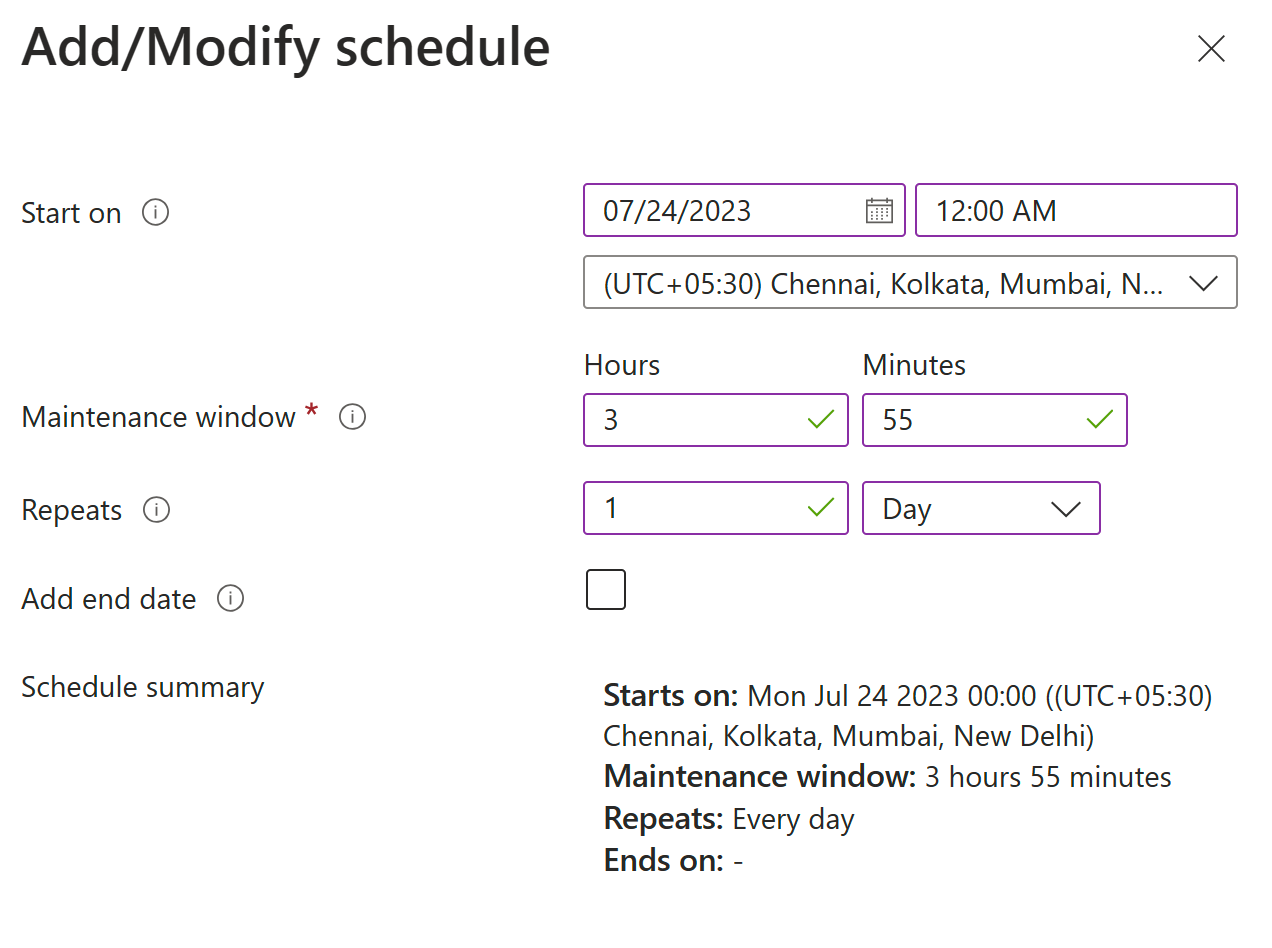 Add/Modify schedule
Start on
07/24/2023
12:00 AM
(UTC+05:30) Chennai, Kolkata, Mumbai, N...
Hours
Minutes
Maintenance window *
3
55
Repeats
1
Day
Add end date
Schedule summary
Starts on: Mon Jul 24 2023 00:00 ((UTC+05:30)
Chennai, Kolkata, Mumbai, New Delhi)
Maintenance window: 3 hours 55 minutes
Repeats: Every day
Ends on: -